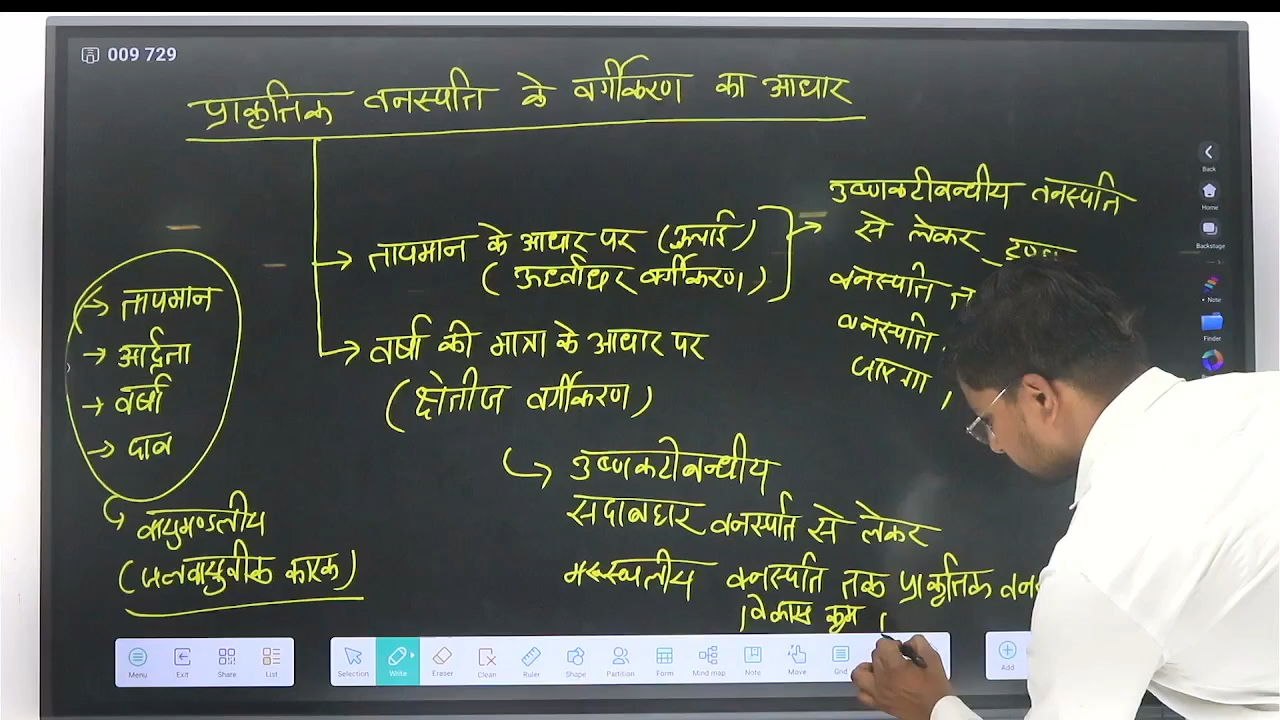 009 729
प्राकृतिक वनस्पति के वर्गीकरण का आधार
तापमान के आधार पर (ऊंचाई)
(ऊर्ध्वाधर वर्गीकरण)
उष्णकटीबन्धीय वनस्पति
से लेकर
वनस्पति
वनस्पति
वर्षा की मात्रा के आधार पर
(क्षेतीज वर्गीकरण)
उष्णकटीबन्धीय
सदाबहार वनस्पति से लेकर
मरूस्थलीय वनस्पति तक प्राकृतिक
विकास क्रम
तापमान
आर्द्रता
वर्षा
दाब
वायुमण्डलीय
(जलवायुवीक कारक)
Back
Home
Backstage
Note
Finder
Menu
Exit
Share
List
Selection
Write
Eraser
Clean
Ruler
Shape
Partition
Form
Mind map
Note
Move
Grid
Add